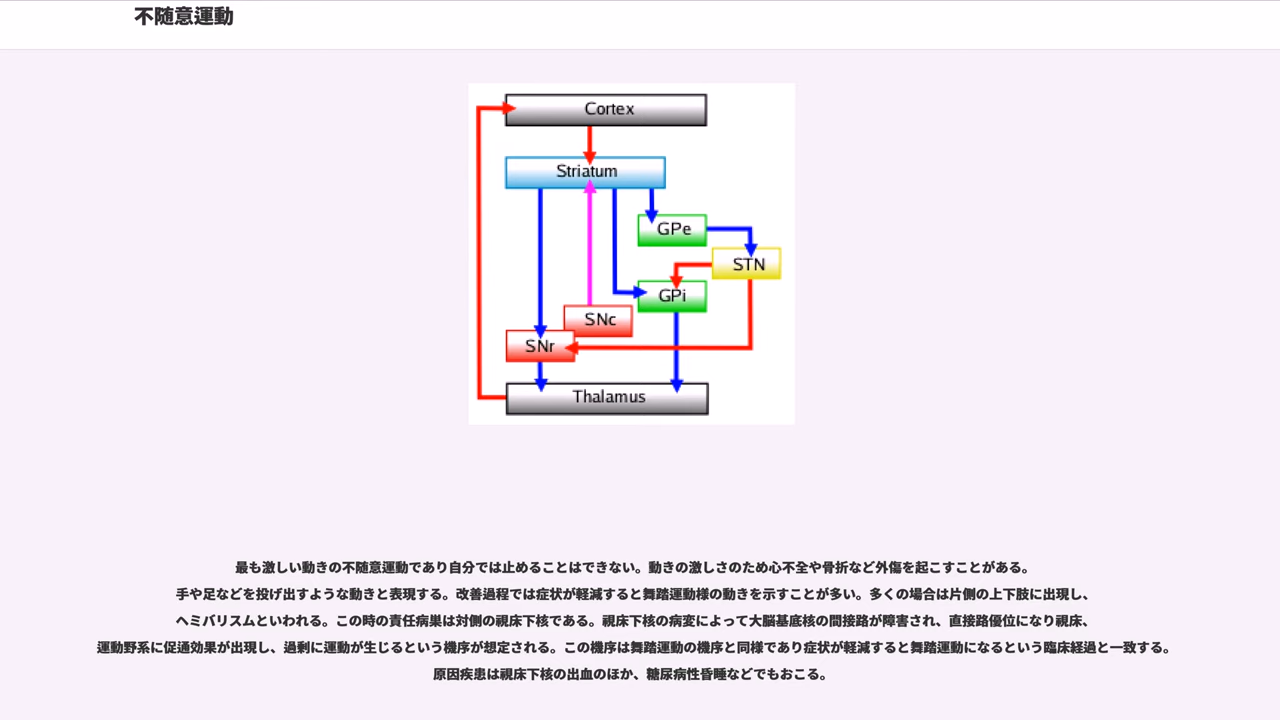 不随意運動
Cortex
Striatum
GPe
STN
GPi
SNc
SNr
Thalamus
最も激しい動きの不随意運動であり自分では止めることはできない。動きの激しさのため心不全や骨折など外傷を起こすことがある。
手や足などを投げ出すような動きと表現する。改善過程では症状が軽減すると舞踏運動様の動きを示すことが多い。多くの場合は片側の上下肢に出現し、
ヘミバリスムといわれる。この時の責任病巣は対側の視床下核である。視床下核の病変によって大脳基底核の間接路が障害され、直接路優位になり視床、
運動野系に促通効果が出現し、過剰に運動が生じるという機序が想定される。この機序は舞踏運動の機序と同様であり症状が軽減すると舞踏運動になるという臨床経過と一致する。
原因疾患は視床下核の出血のほか、糖尿病性昏睡などでもおこる。